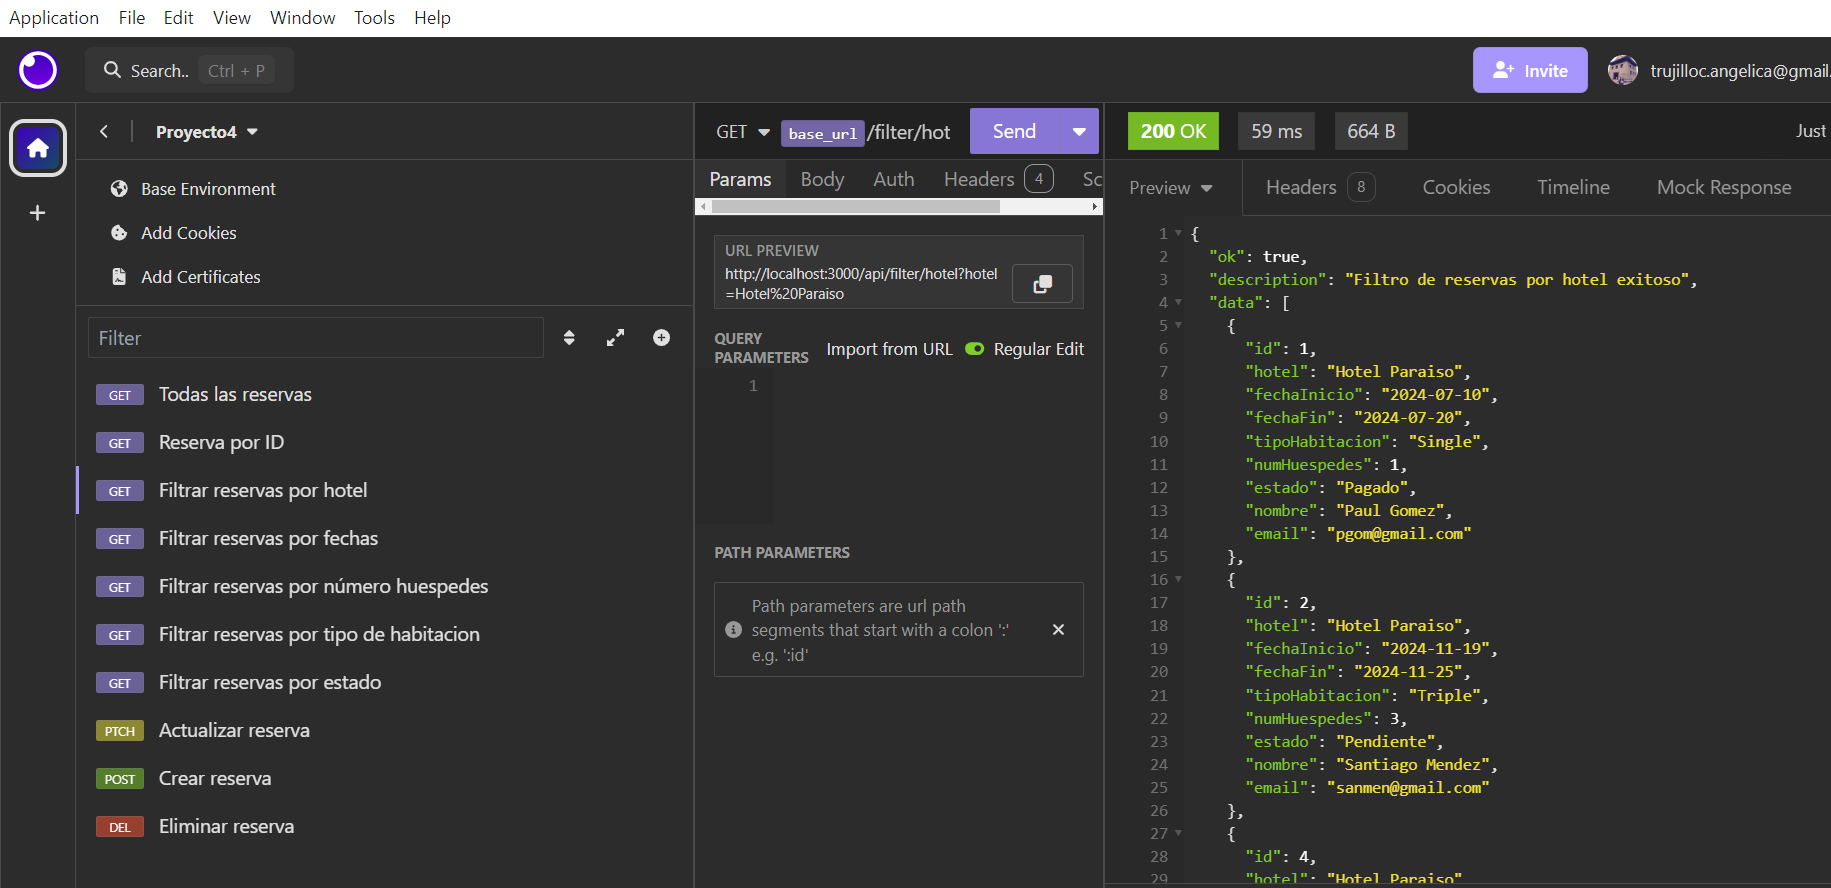 Application File Edit View Window Tools Help
Search.. Ctrl + P
Invite
trujilloc.angelica@gmail.
Proyecto4
Base Environment
Add Cookies
Add Certificates
Filter
GET Todas las reservas
GET Reserva por ID
GET Filtrar reservas por hotel
GET Filtrar reservas por fechas
GET Filtrar reservas por número huespedes
GET Filtrar reservas por tipo de habitacion
GET Filtrar reservas por estado
PTCH Actualizar reserva
POST Crear reserva
DEL Eliminar reserva
GET base_url /filter/hot Send
Params Body Auth Headers 4 Sc
URL PREVIEW
http://localhost:3000/api/filter/hotel?hotel
=Hotel%20Paraiso
QUERY
PARAMETERS
Import from URL Regular Edit
1
PATH PARAMETERS
Path parameters are url path
segments that start with a colon ':'
e.g. ':id'
200 OK 59 ms 664 B Just
Preview Headers 8 Cookies Timeline Mock Response
1 {
2 "ok": true,
3 "description": "Filtro de reservas por hotel exitoso",
4 "data": [
5 {
6 "id": 1,
7 "hotel": "Hotel Paraiso",
8 "fechaInicio": "2024-07-10",
9 "fechaFin": "2024-07-20",
10 "tipoHabitacion": "Single",
11 "numHuespedes": 1,
12 "estado": "Pagado",
13 "nombre": "Paul Gomez",
14 "email": "pgom@gmail.com"
15 },
16 {
17 "id": 2,
18 "hotel": "Hotel Paraiso",
19 "fechaInicio": "2024-11-19",
20 "fechaFin": "2024-11-25",
21 "tipoHabitacion": "Triple",
22 "numHuespedes": 3,
23 "estado": "Pendiente",
24 "nombre": "Santiago Mendez",
25 "email": "sanmen@gmail.com"
26 },
27 {
28 "id": 4,
29 "hotel": "Hotel Paraiso"